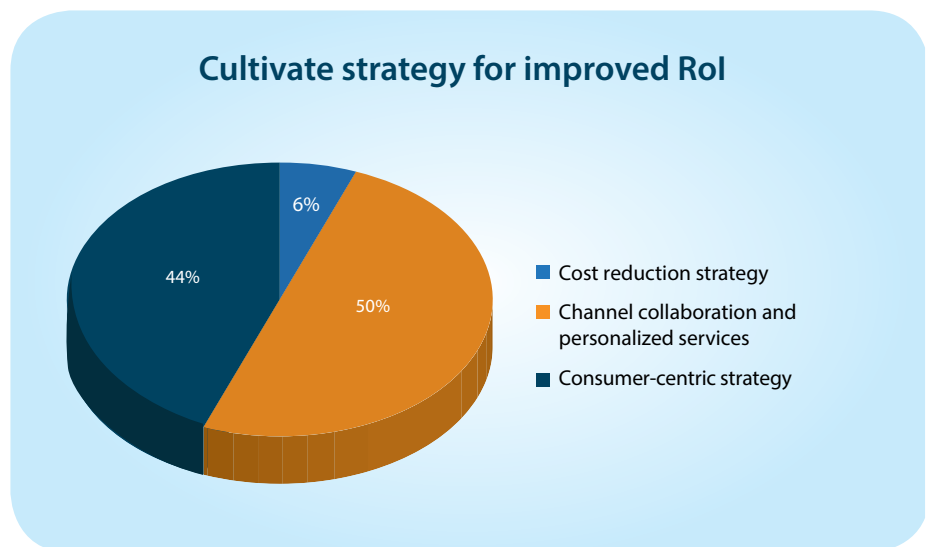 Cultivate strategy for improved RoI
6%
44%
50%
Cost reduction strategy
Channel collaboration and
personalized services
Consumer-centric strategy